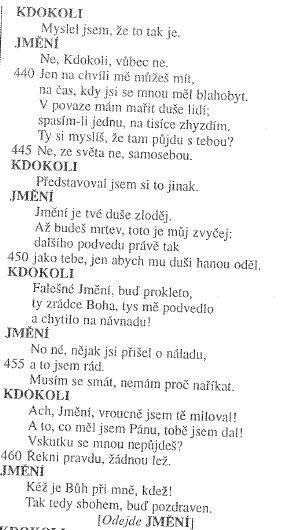 KDOKOLI
Myslel jsem, že to tak je.
JMĚNÍ
Ne, Kdokoli, vůbec ne.
440 Jen na chvíli mě můžeš mít,
na čas, kdy jsi se mnou měl blahobyt.
V povaze mám mařit duše lidí;
spasím-li jednu, na tisíce zhyzdím.
Ty si myslíš, že tam půjdu s tebou?
445 Ne, ze světa ne, samosebou.
KDOKOLI
Představoval jsem si to jinak.
JMĚNÍ
Jmění je tvé duše zloděj.
Až budeš mrtev, toto je můj zvyčej:
dalšího podvedu právě tak
450 jako tebe, jen abych mu duši hanou oděl.
KDOKOLI
Falešné Jmění, buď prokleto,
ty zrádce Boha, tys mě podvedlo
a chytilo na návnadu!
JMĚNÍ
No né, nějak jsi přišel o náladu,
455 a to jsem rád.
Musím se smát, nemám proč naříkat.
KDOKOLI
Ach, Jmění, vroucně jsem tě miloval!
A to, co měl jsem Pánu, tobě jsem dal!
Vskutku se mnou nepůjdeš?
460 Řekni pravdu, žádnou lež.
JMĚNÍ
Kéž je Bůh při mně, kdež!
Tak tedy sbohem, buď pozdraven.
[Odejde JMĚNÍ]